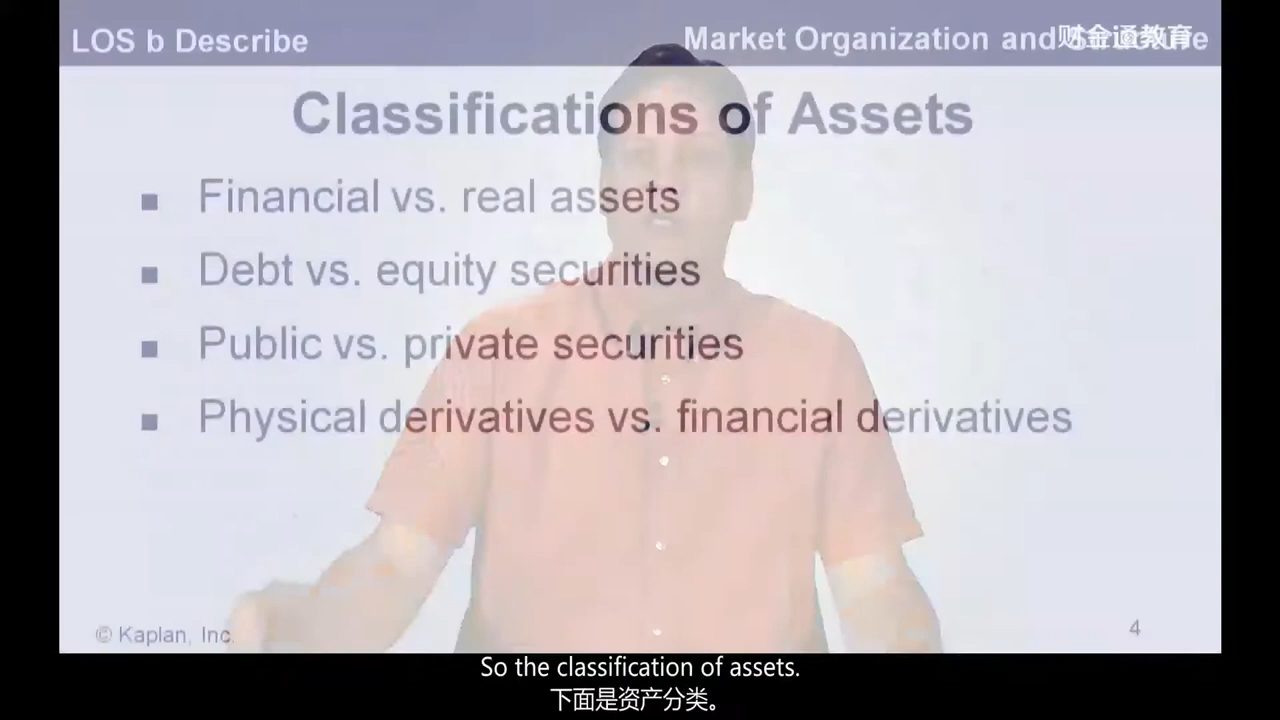 LOS b Describe
Market Organization and Structure
财金通教育
Classifications of Assets
■ Financial vs. real assets
■ Debt vs. equity securities
■ Public vs. private securities
■ Physical derivatives vs. financial derivatives
© Kaplan, Inc.
4
So the classification of assets.
下面是资产分类。